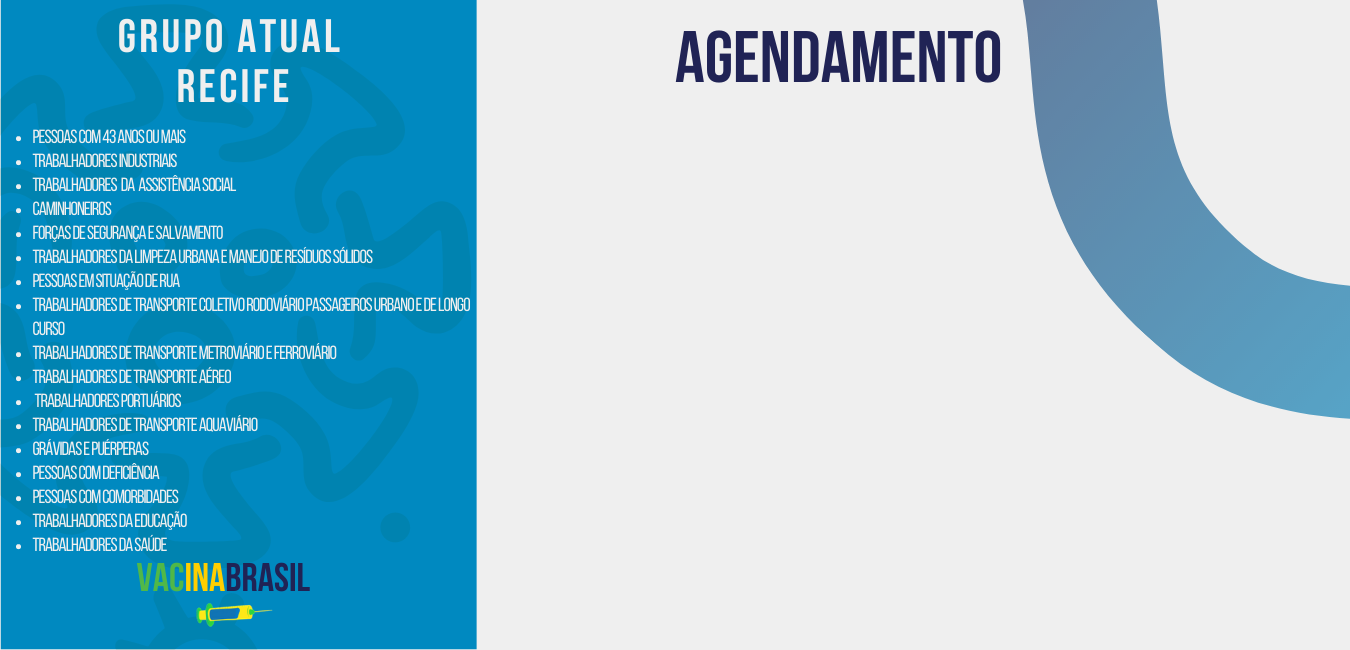 GRUPO ATUAL
RECIFE
PESSOAS COM 43 ANOS OU MAIS
TRABALHADORES INDUSTRIAIS
TRABALHADORES DA ASSISTÊNCIA SOCIAL
CAMINHONEIROS
FORÇAS DE SEGURANÇA E SALVAMENTO
TRABALHADORES DA LIMPEZA URBANA E MANEJO DE RESÍDUOS SÓLIDOS
PESSOAS EM SITUAÇÃO DE RUA
TRABALHADORES DE TRANSPORTE COLETIVO RODOVIÁRIO PASSAGEIROS URBANO E DE LONGO
CURSO
TRABALHADORES DE TRANSPORTE METROVIÁRIO E FERROVIÁRIO
TRABALHADORES DE TRANSPORTE AÉREO
TRABALHADORES PORTUÁRIOS
TRABALHADORES DE TRANSPORTE AQUAVIÁRIO
GRÁVIDAS E PUÉRPERAS
PESSOAS COM DEFICIÊNCIA
PESSOAS COM COMORBIDADES
TRABALHADORES DA EDUCAÇÃO
TRABALHADORES DA SAÚDE
VACINABRASIL
AGENDAMENTO